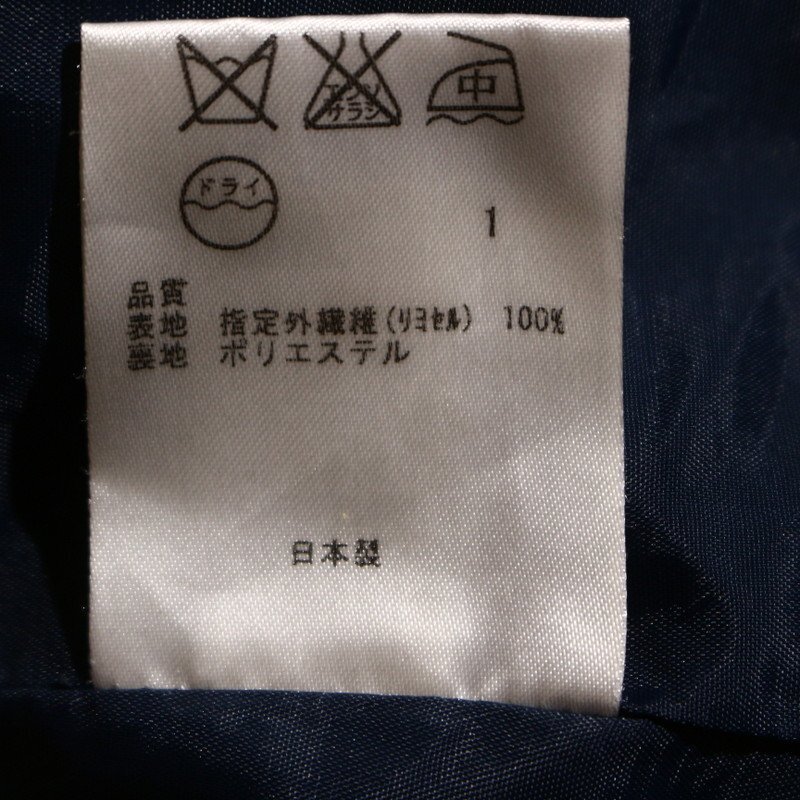 エンソサラシ 中
ドライ
1
品質
表地 指定外繊維(リヨセル) 100%
裏地 ポリエステル
日本製